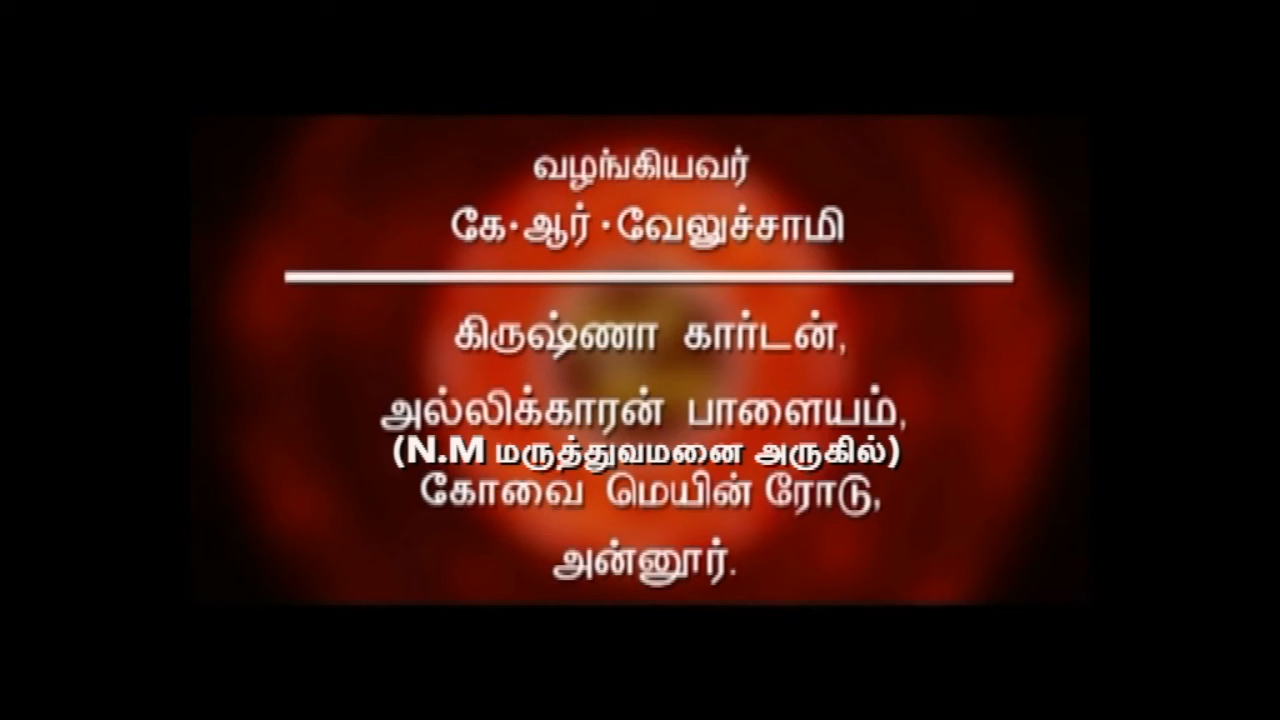 வழங்கியவர்
கே.ஆர்.வேலுச்சாமி
கிருஷ்ணா கார்டன்,
அல்லிக்காரன் பாளையம்,
(N.M மருத்துவமனை அருகில்)
கோவை மெயின் ரோடு,
அன்னூர்.